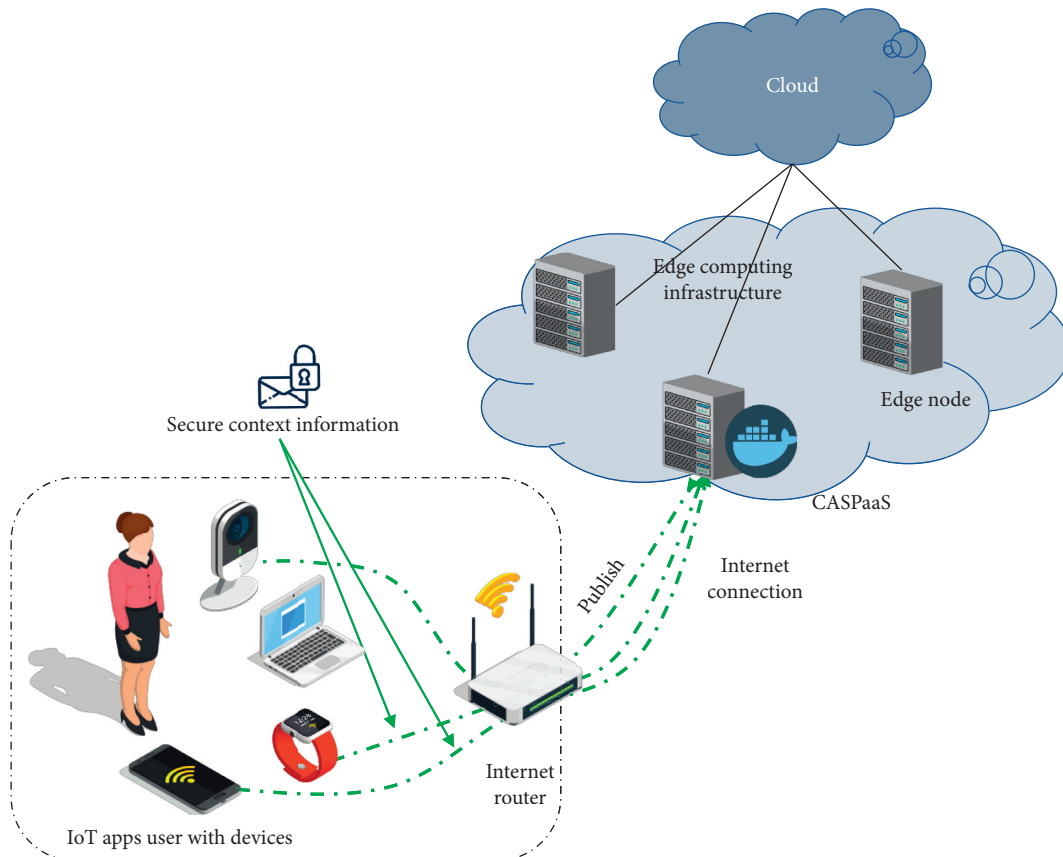 Cloud
Edge computing
infrastructure
Edge node
Secure context information
CASPaaS
Publish
Internet
connection
Internet
router
IoT apps user with devices